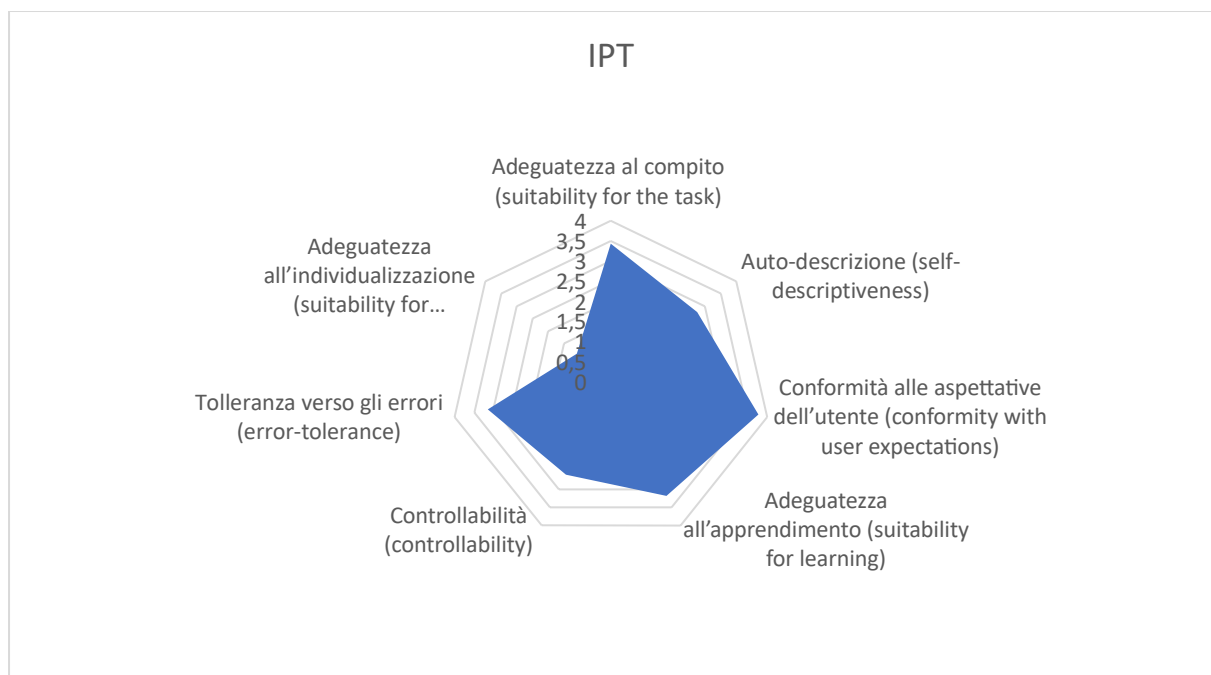 IPT
Adeguatezza al compito
(suitability for the task)
4
3,5
3
2,5
2
1,5
1
0,5
0
Auto-descrizione (self-
descriptiveness)
Conformità alle aspettative
dell’utente (conformity with
user expectations)
Adeguatezza
all’apprendimento (suitability
for learning)
Controllabilità
(controllability)
Tolleranza verso gli errori
(error-tolerance)
Adeguatezza
all’individualizzazione
(suitability for…